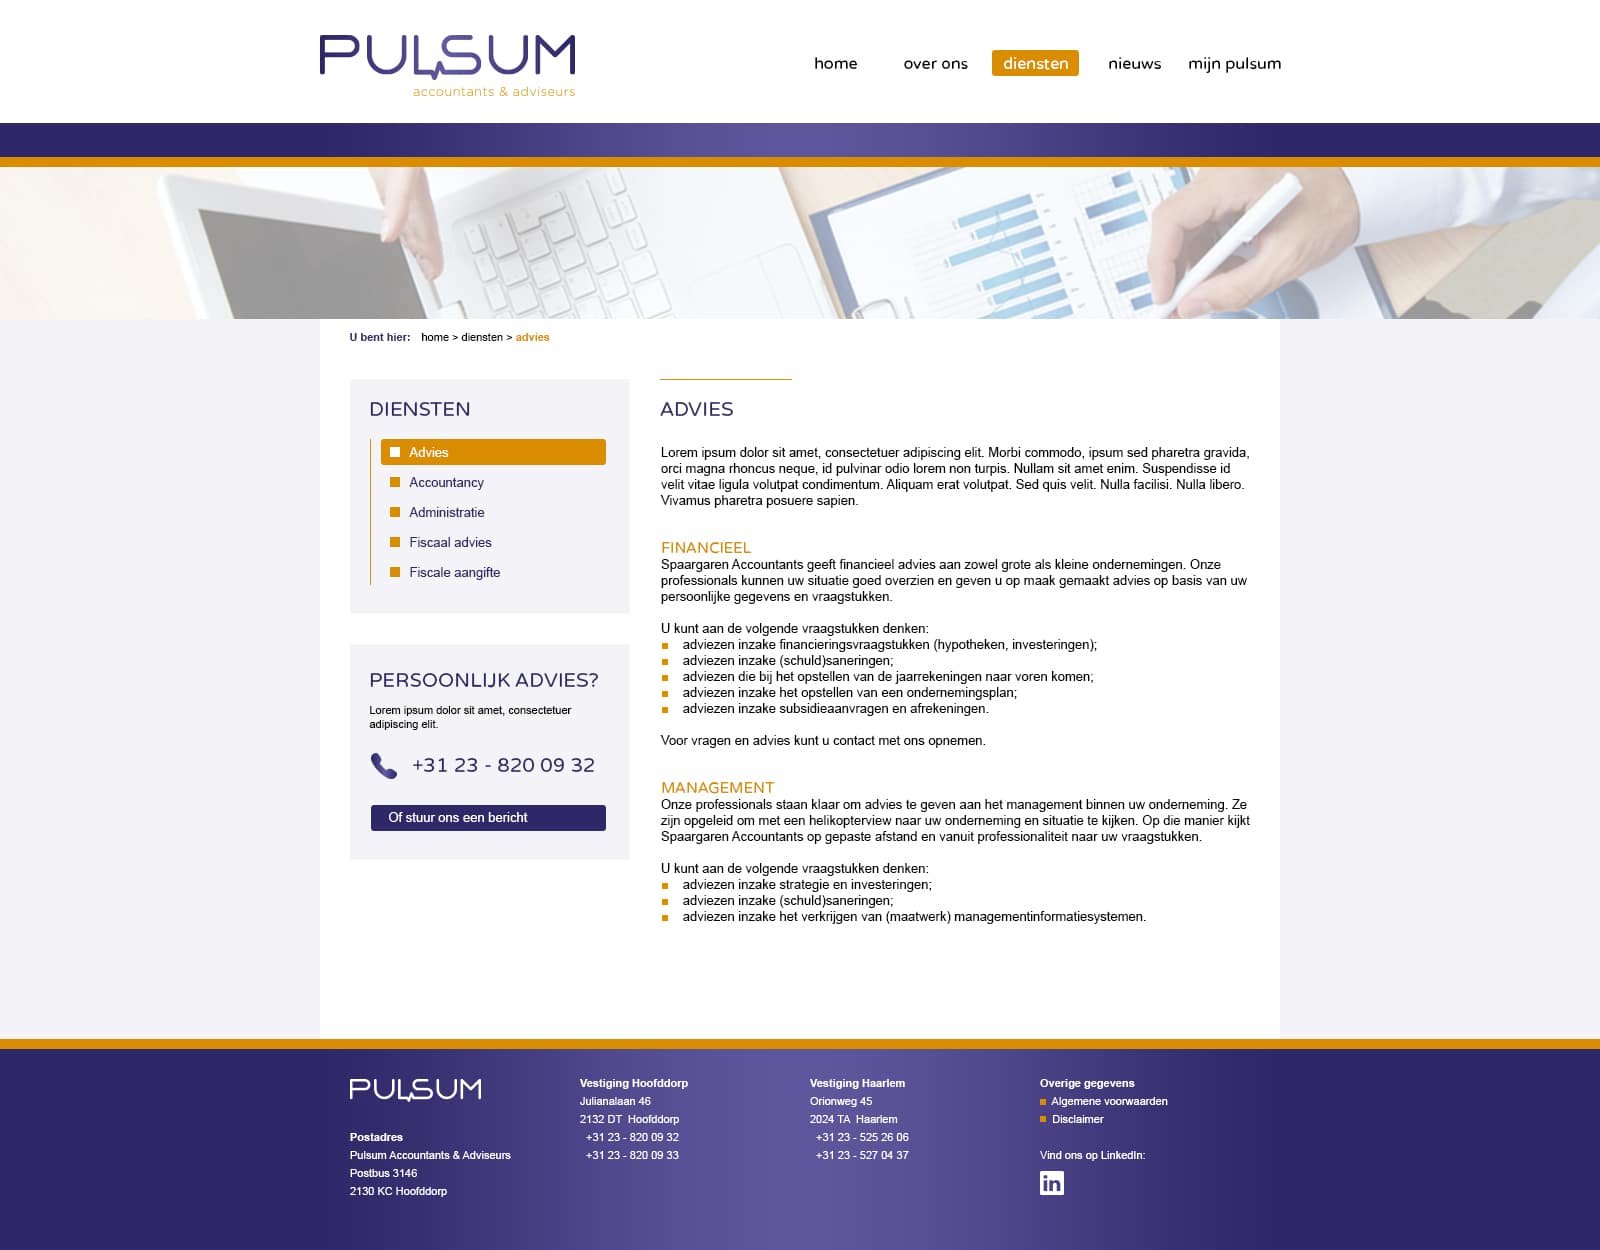 PULSUM
accountants & adviseurs
home
over ons
diensten
nieuws
mijn pulsum
U bent hier: home > diensten > advies
DIENSTEN
Advies
Accountancy
Administratie
Fiscaal advies
Fiscale aangifte
PERSOONLIJK ADVIES?
Lorem ipsum dolor sit amet, consectetuer
adipiscing elit.
+31 23 - 820 09 32
Of stuur ons een bericht
ADVIES
Lorem ipsum dolor sit amet, consectetuer adipiscing elit. Morbi commodo, ipsum sed pharetra gravida,
orci magna rhoncus neque, id pulvinar odio lorem non turpis. Nullam sit amet enim. Suspendisse id
velit vitae ligula volutpat condimentum. Aliquam erat volutpat. Sed quis velit. Nulla facilisi. Nulla libero.
Vivamus pharetra posuere sapien.
FINANCIEEL
Spaargaren Accountants geeft financieel advies aan zowel grote als kleine ondernemingen. Onze
professionals kunnen uw situatie goed overzien en geven u op maak gemaakt advies op basis van uw
persoonlijke gegevens en vraagstukken.
U kunt aan de volgende vraagstukken denken:
adviezen inzake financieringsvraagstukken (hypotheken, investeringen);
adviezen inzake (schuld)saneringen;
adviezen die bij het opstellen van de jaarrekeningen naar voren komen;
adviezen inzake het opstellen van een ondernemingsplan;
adviezen inzake subsidieaanvragen en afrekeningen.
Voor vragen en advies kunt u contact met ons opnemen.
MANAGEMENT
Onze professionals staan klaar om advies te geven aan het management binnen uw onderneming. Ze
zijn opgeleid om met een helikopterview naar uw onderneming en situatie te kijken. Op die manier kijkt
Spaargaren Accountants op gepaste afstand en vanuit professionaliteit naar uw vraagstukken.
U kunt aan de volgende vraagstukken denken:
adviezen inzake strategie en investeringen;
adviezen inzake (schuld)saneringen;
adviezen inzake het verkrijgen van (maatwerk) managementinformatiesystemen.
PULSUM
Postadres
Pulsum Accountants & Adviseurs
Postbus 3146
2130 KC Hoofddorp
Vestiging Hoofddorp
Julianalaan 46
2132 DT Hoofddorp
+31 23 - 820 09 32
+31 23 - 820 09 33
Vestiging Haarlem
Orionweg 45
2024 TA Haarlem
+31 23 - 525 26 06
+31 23 - 527 04 37
Overige gegevens
Algemene voorwaarden
Disclaimer
Vind ons op LinkedIn:
in